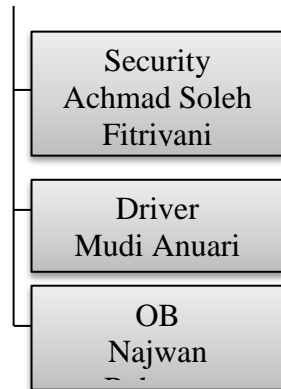 Security
Achmad Soleh
Fitriyani
Driver
Mudi Anuari
OB
Najwan